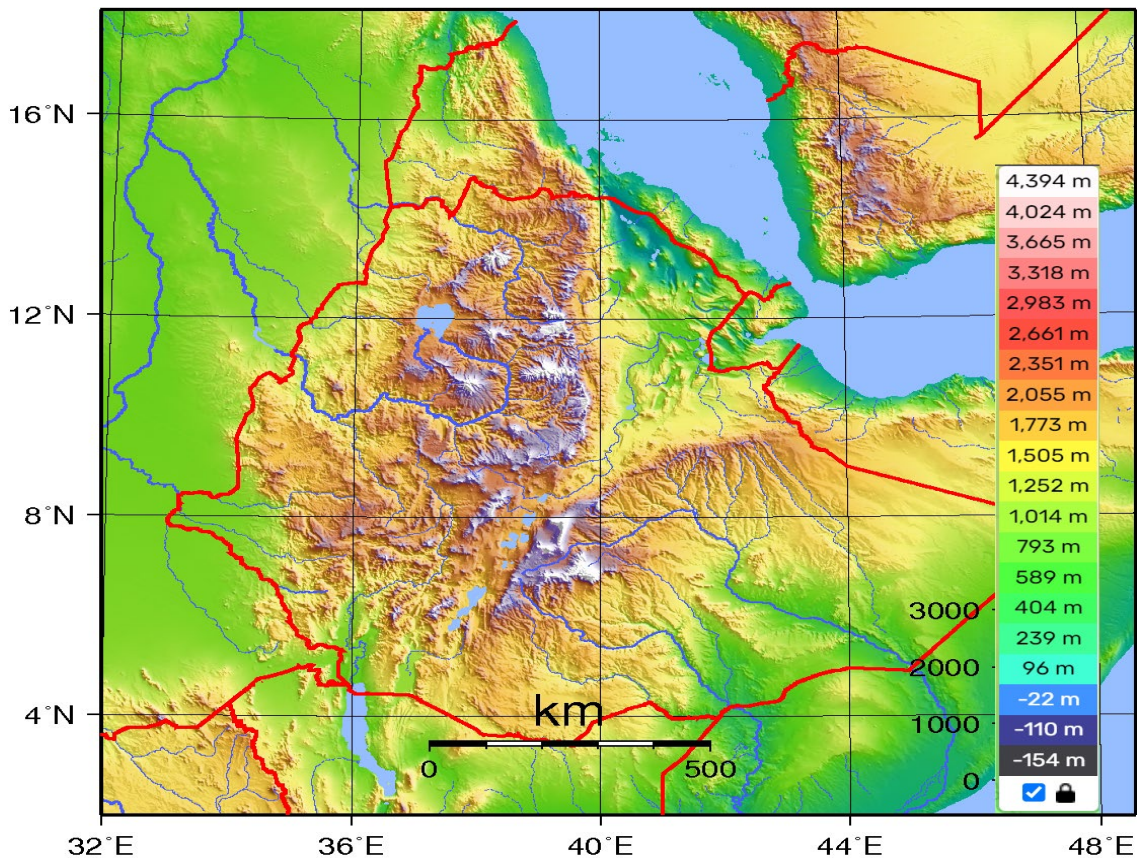 16°N
12°N
8°N
4°N
32°E
36°E
40°E
44°E
48°E
km
0
500
3000
2000
1000
0
4,394 m
4,024 m
3,665 m
3,318 m
2,983 m
2,661 m
2,351 m
2,055 m
1,773 m
1,505 m
1,252 m
1,014 m
793 m
589 m
404 m
239 m
96 m
-22 m
-110 m
-154 m